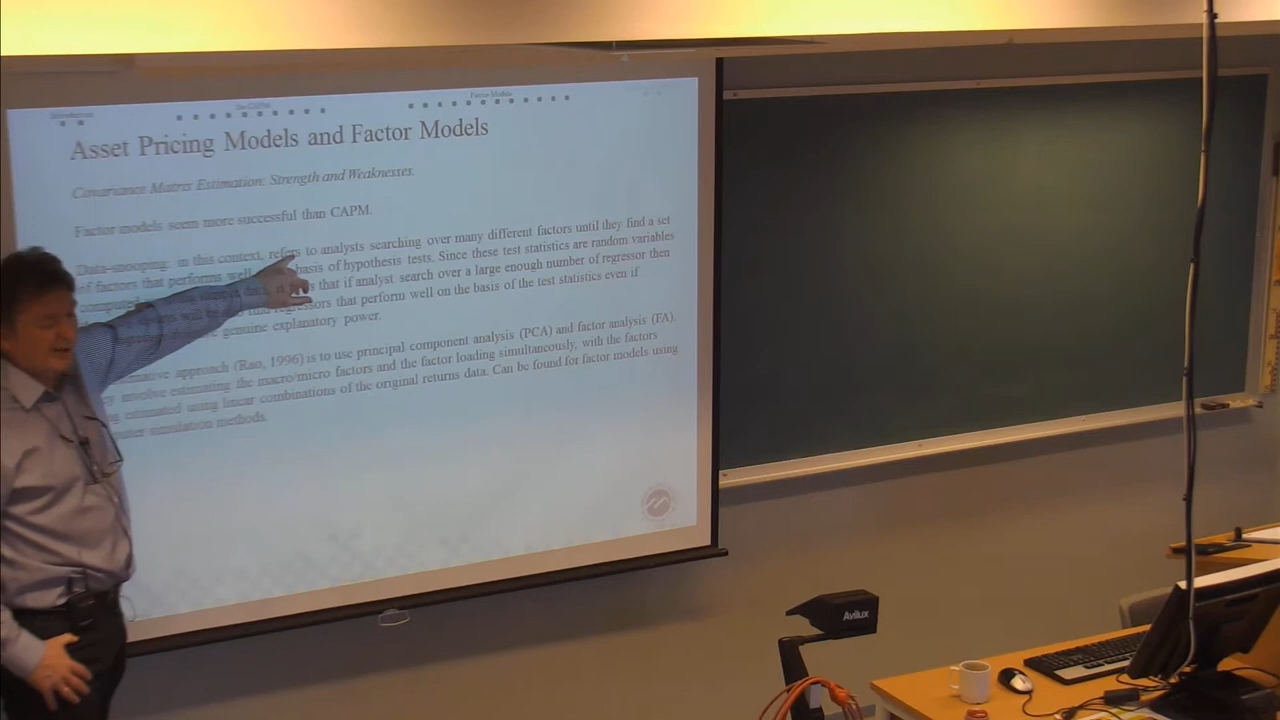 Introduction The CAPM Factor Models
Asset Pricing Models and Factor Models
Covariance Matrix Estimation: Strength and Weaknesses.
Factor models seem more successful than CAPM.
Data-snooping: in this context, refers to analysts searching over many different factors until they find a set
of factors that performs well basis of hypothesis tests. Since these test statistics are random variables
computed that if analyst search over a large enough number of regressor then
find regressors that perform well on the basis of the test statistics even if
genuine explanatory power.
approach (Rao, 1996) is to use principal component analysis (PCA) and factor analysis (FA).
involve estimating the macro/micro factors and the factor loading simultaneously, with the factors
estimated using linear combinations of the original returns data. Can be found for factor models using
simulation methods.
Avilux